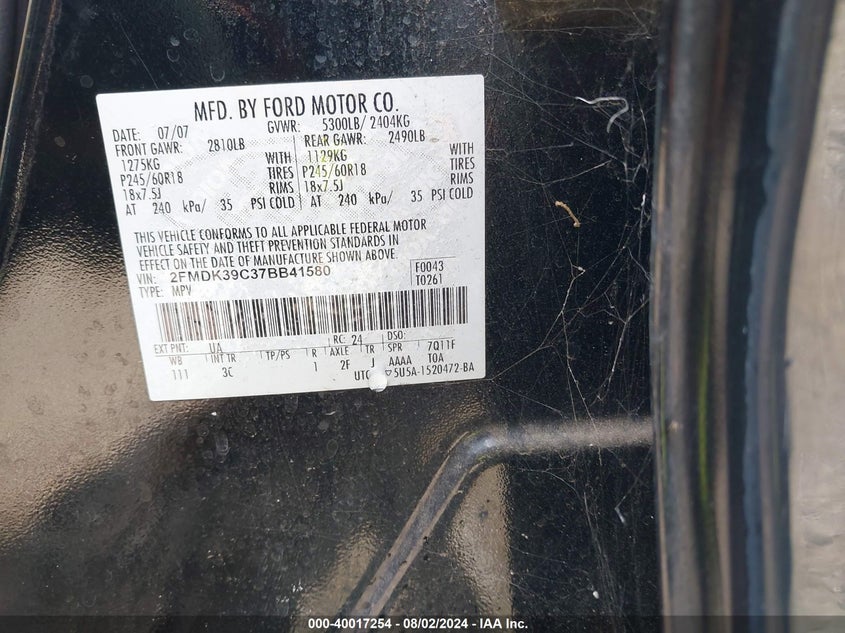 MFD. BY FORD MOTOR CO.
DATE: 07/07 GVWR: 5300LB/ 2404KG
FRONT GAWR: 2810LB REAR GAWR: 2490LB
1275KG WITH 1129KG WITH
P245/60R18 TIRES P245/60R18 TIRES
18x7.5J RIMS 18x7.5J RIMS
AT 240 kPa/ 35 PSI COLD AT 240 kPa/ 35 PSI COLD
THIS VEHICLE CONFORMS TO ALL APPLICABLE FEDERAL MOTOR
VEHICLE SAFETY AND THEFT PREVENTION STANDARDS IN
EFFECT ON THE DATE OF MANUFACTURE SHOWN ABOVE.
VIN: 2FMDK39C37BB41580 F0043
TYPE: MPV T0261
EXT PNT: UA RC: 24 DSO:
WB INT TR TP/PS R AXLE TR SPR 7Q11F
111 3C 1 2F J AAAA T0A
UTC 5U5A-1520472-BA
000-40017254 - 08/02/2024 - IAA Inc.